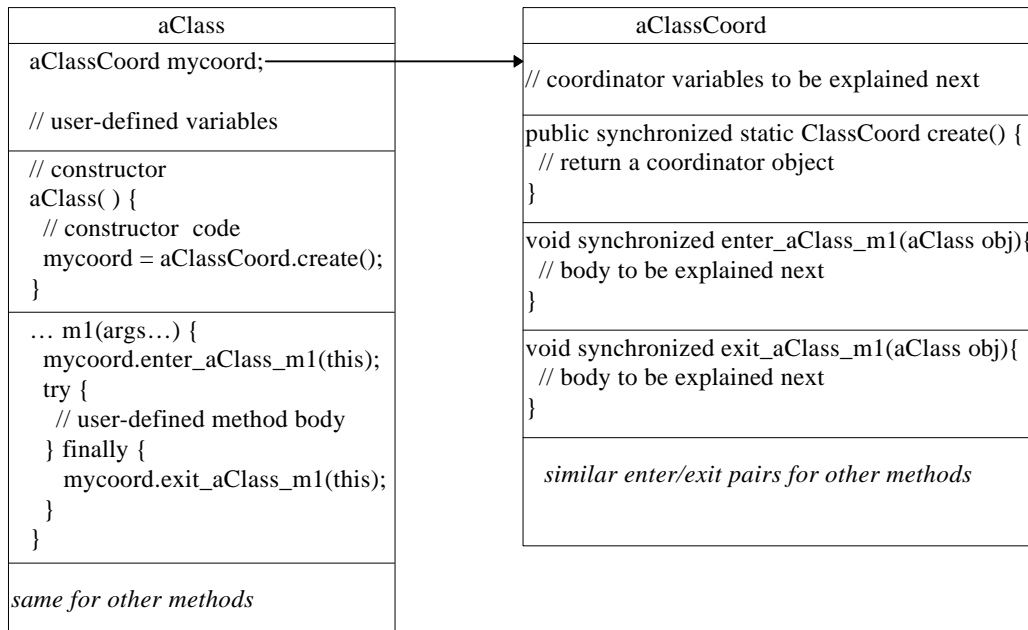 aClass
aClassCoord mycoord;
// user-defined variables
// constructor
aClass( ) {
// constructor  code
mycoord = aClassCoord.create();
}
… m1(args…) {
mycoord.enter_aClass_m1(this);
try {
// user-defined method body
} finally {
mycoord.exit_aClass_m1(this);
}
}
same for other methods
aClassCoord
// coordinator variables to be explained next
public synchronized static ClassCoord create() {
// return a coordinator object
}
void synchronized enter_aClass_m1(aClass obj){
// body to be explained next
}
void synchronized exit_aClass_m1(aClass obj){
// body to be explained next
}
similar enter/exit pairs for other methods